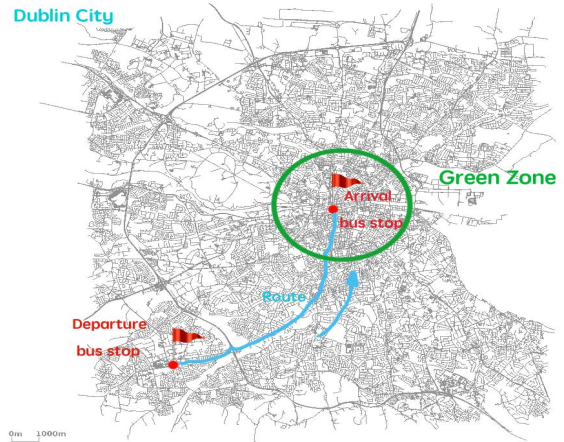 Dublin City
Green Zone
Arrival
bus stop
Route
Departure
bus stop
0m 1000m